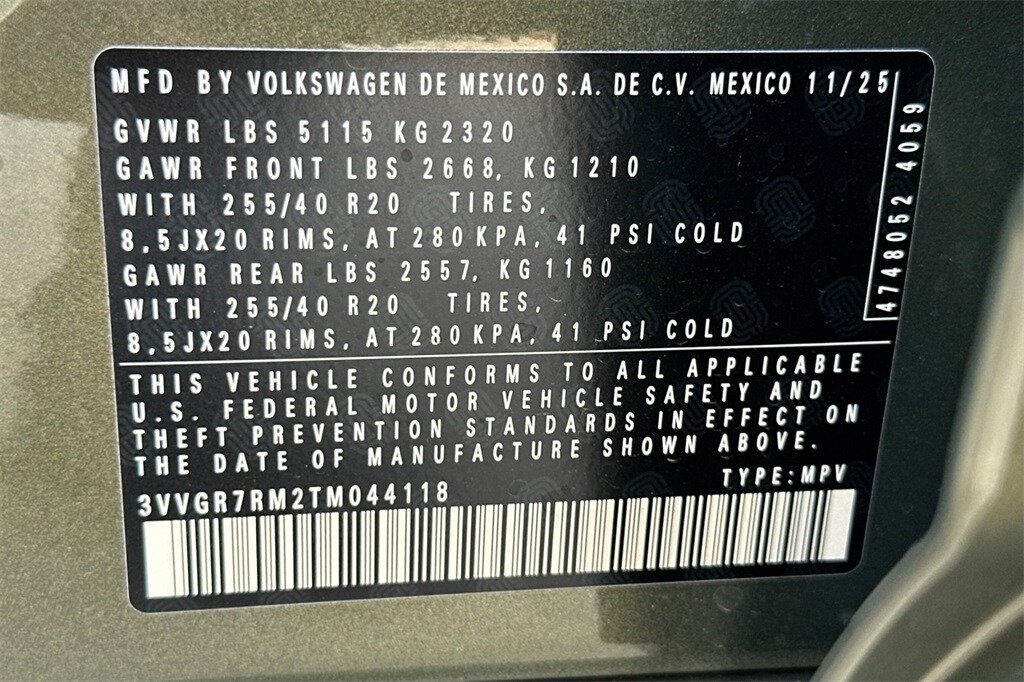 MFD BY VOLKSWAGEN DE MEXICO S.A. DE C.V. MEXICO 11/25
GVWR LBS 5115 KG 2320
GAWR FRONT LBS 2668, KG 1210
WITH 255/40 R20 TIRES,
8,5JX20 RIMS, AT 280 KPA, 41 PSI COLD
GAWR REAR LBS 2557, KG 1160
WITH 255/40 R20 TIRES,
8,5JX20 RIMS, AT 280 KPA, 41 PSI COLD
4748052 4059
THIS VEHICLE CONFORMS TO ALL APPLICABLE
U.S. FEDERAL MOTOR VEHICLE SAFETY AND
THEFT PREVENTION STANDARDS IN EFFECT ON
THE DATE OF MANUFACTURE SHOWN ABOVE.
TYPE: MPV
3VVGR7RM2TM044118